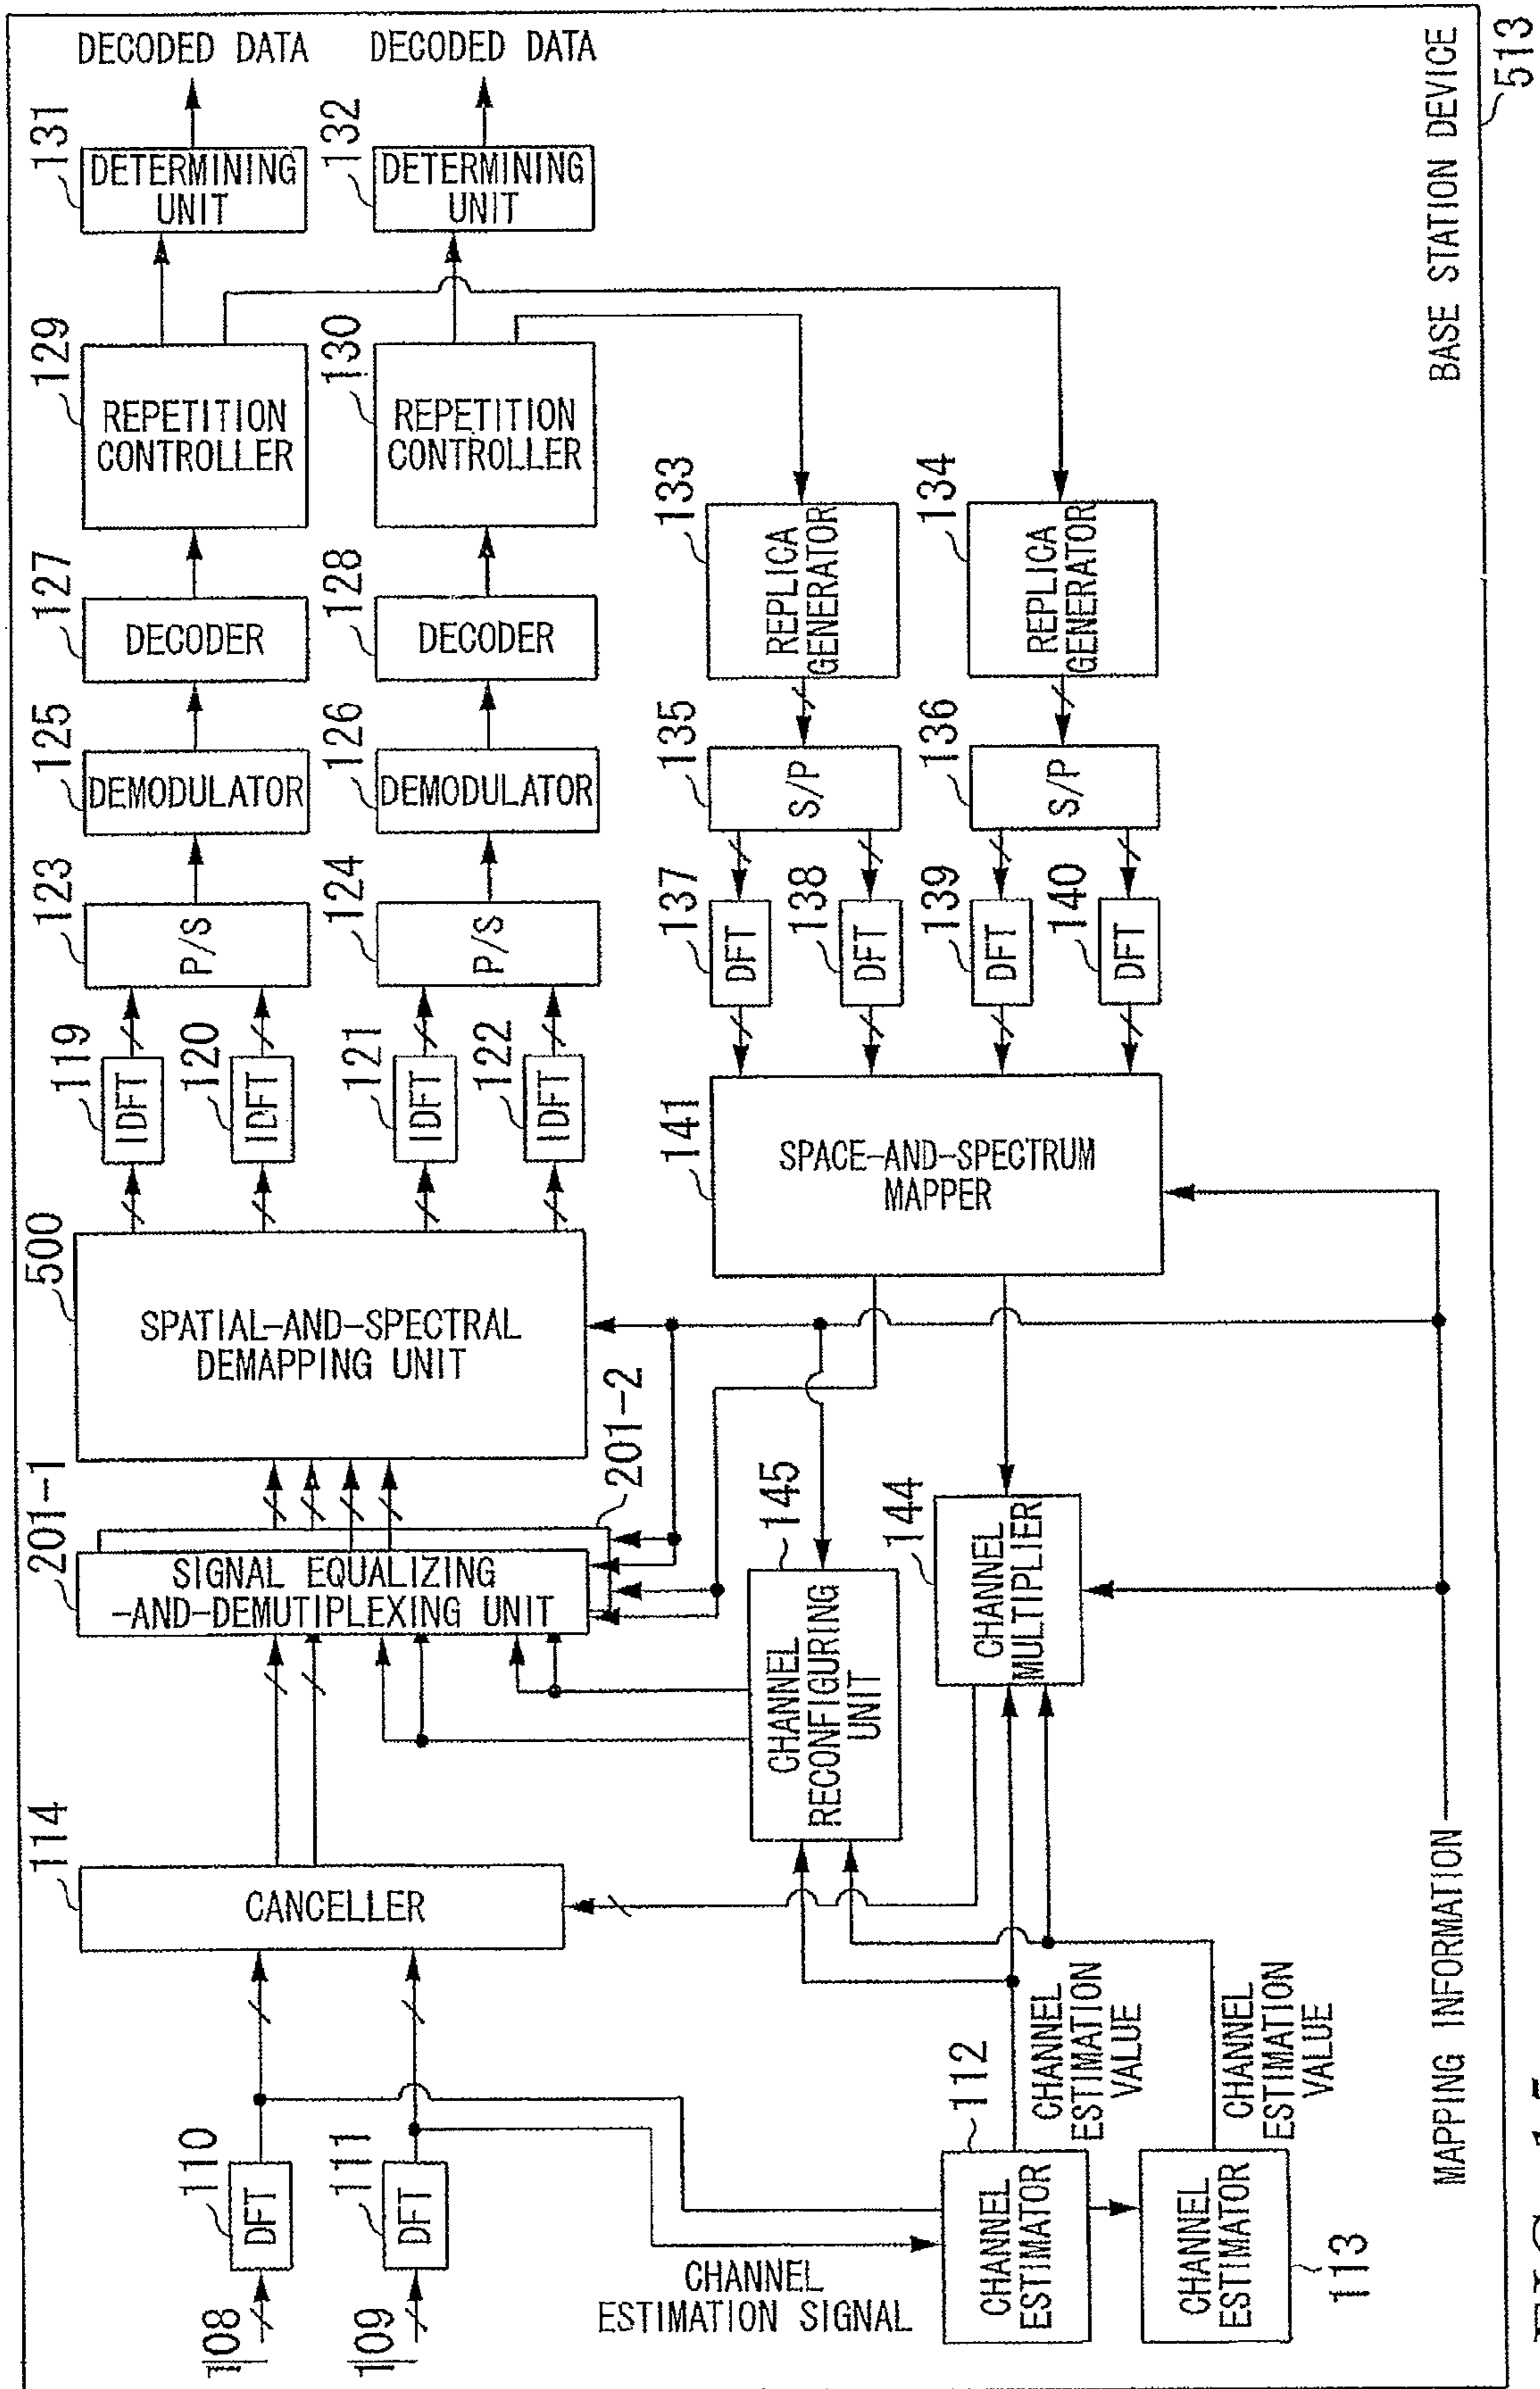 108
109
110
DFT
111
DFT
CHANNEL
ESTIMATION SIGNAL
112
CHANNEL
ESTIMATOR
CHANNEL
ESTIMATOR
113
CHANNEL
ESTIMATION
VALUE
CHANNEL
ESTIMATION
VALUE
MAPPING INFORMATION
114
CANCELLER
201-1
SIGNAL EQUALIZING
-AND-DEMUTIPLEXING UNIT
201-2
145
CHANNEL
RECONFIGURING
UNIT
144
CHANNEL
MULTIPLIER
500
SPATIAL-AND-SPECTRAL
DEMAPPING UNIT
141
SPACE-AND-SPECTRUM
MAPPER
119
IDFT
120
IDFT
121
IDFT
122
IDFT
123
P/S
124
P/S
125
DEMODULATOR
126
DEMODULATOR
127
DECODER
128
DECODER
129
REPETITION
CONTROLLER
130
REPETITION
CONTROLLER
131
DETERMINING
UNIT
132
DETERMINING
UNIT
DECODED DATA
DECODED DATA
133
REPLICA
GENERATOR
134
REPLICA
GENERATOR
135
S/P
136
S/P
137
DFT
138
DFT
139
DFT
140
DFT
BASE STATION DEVICE
513